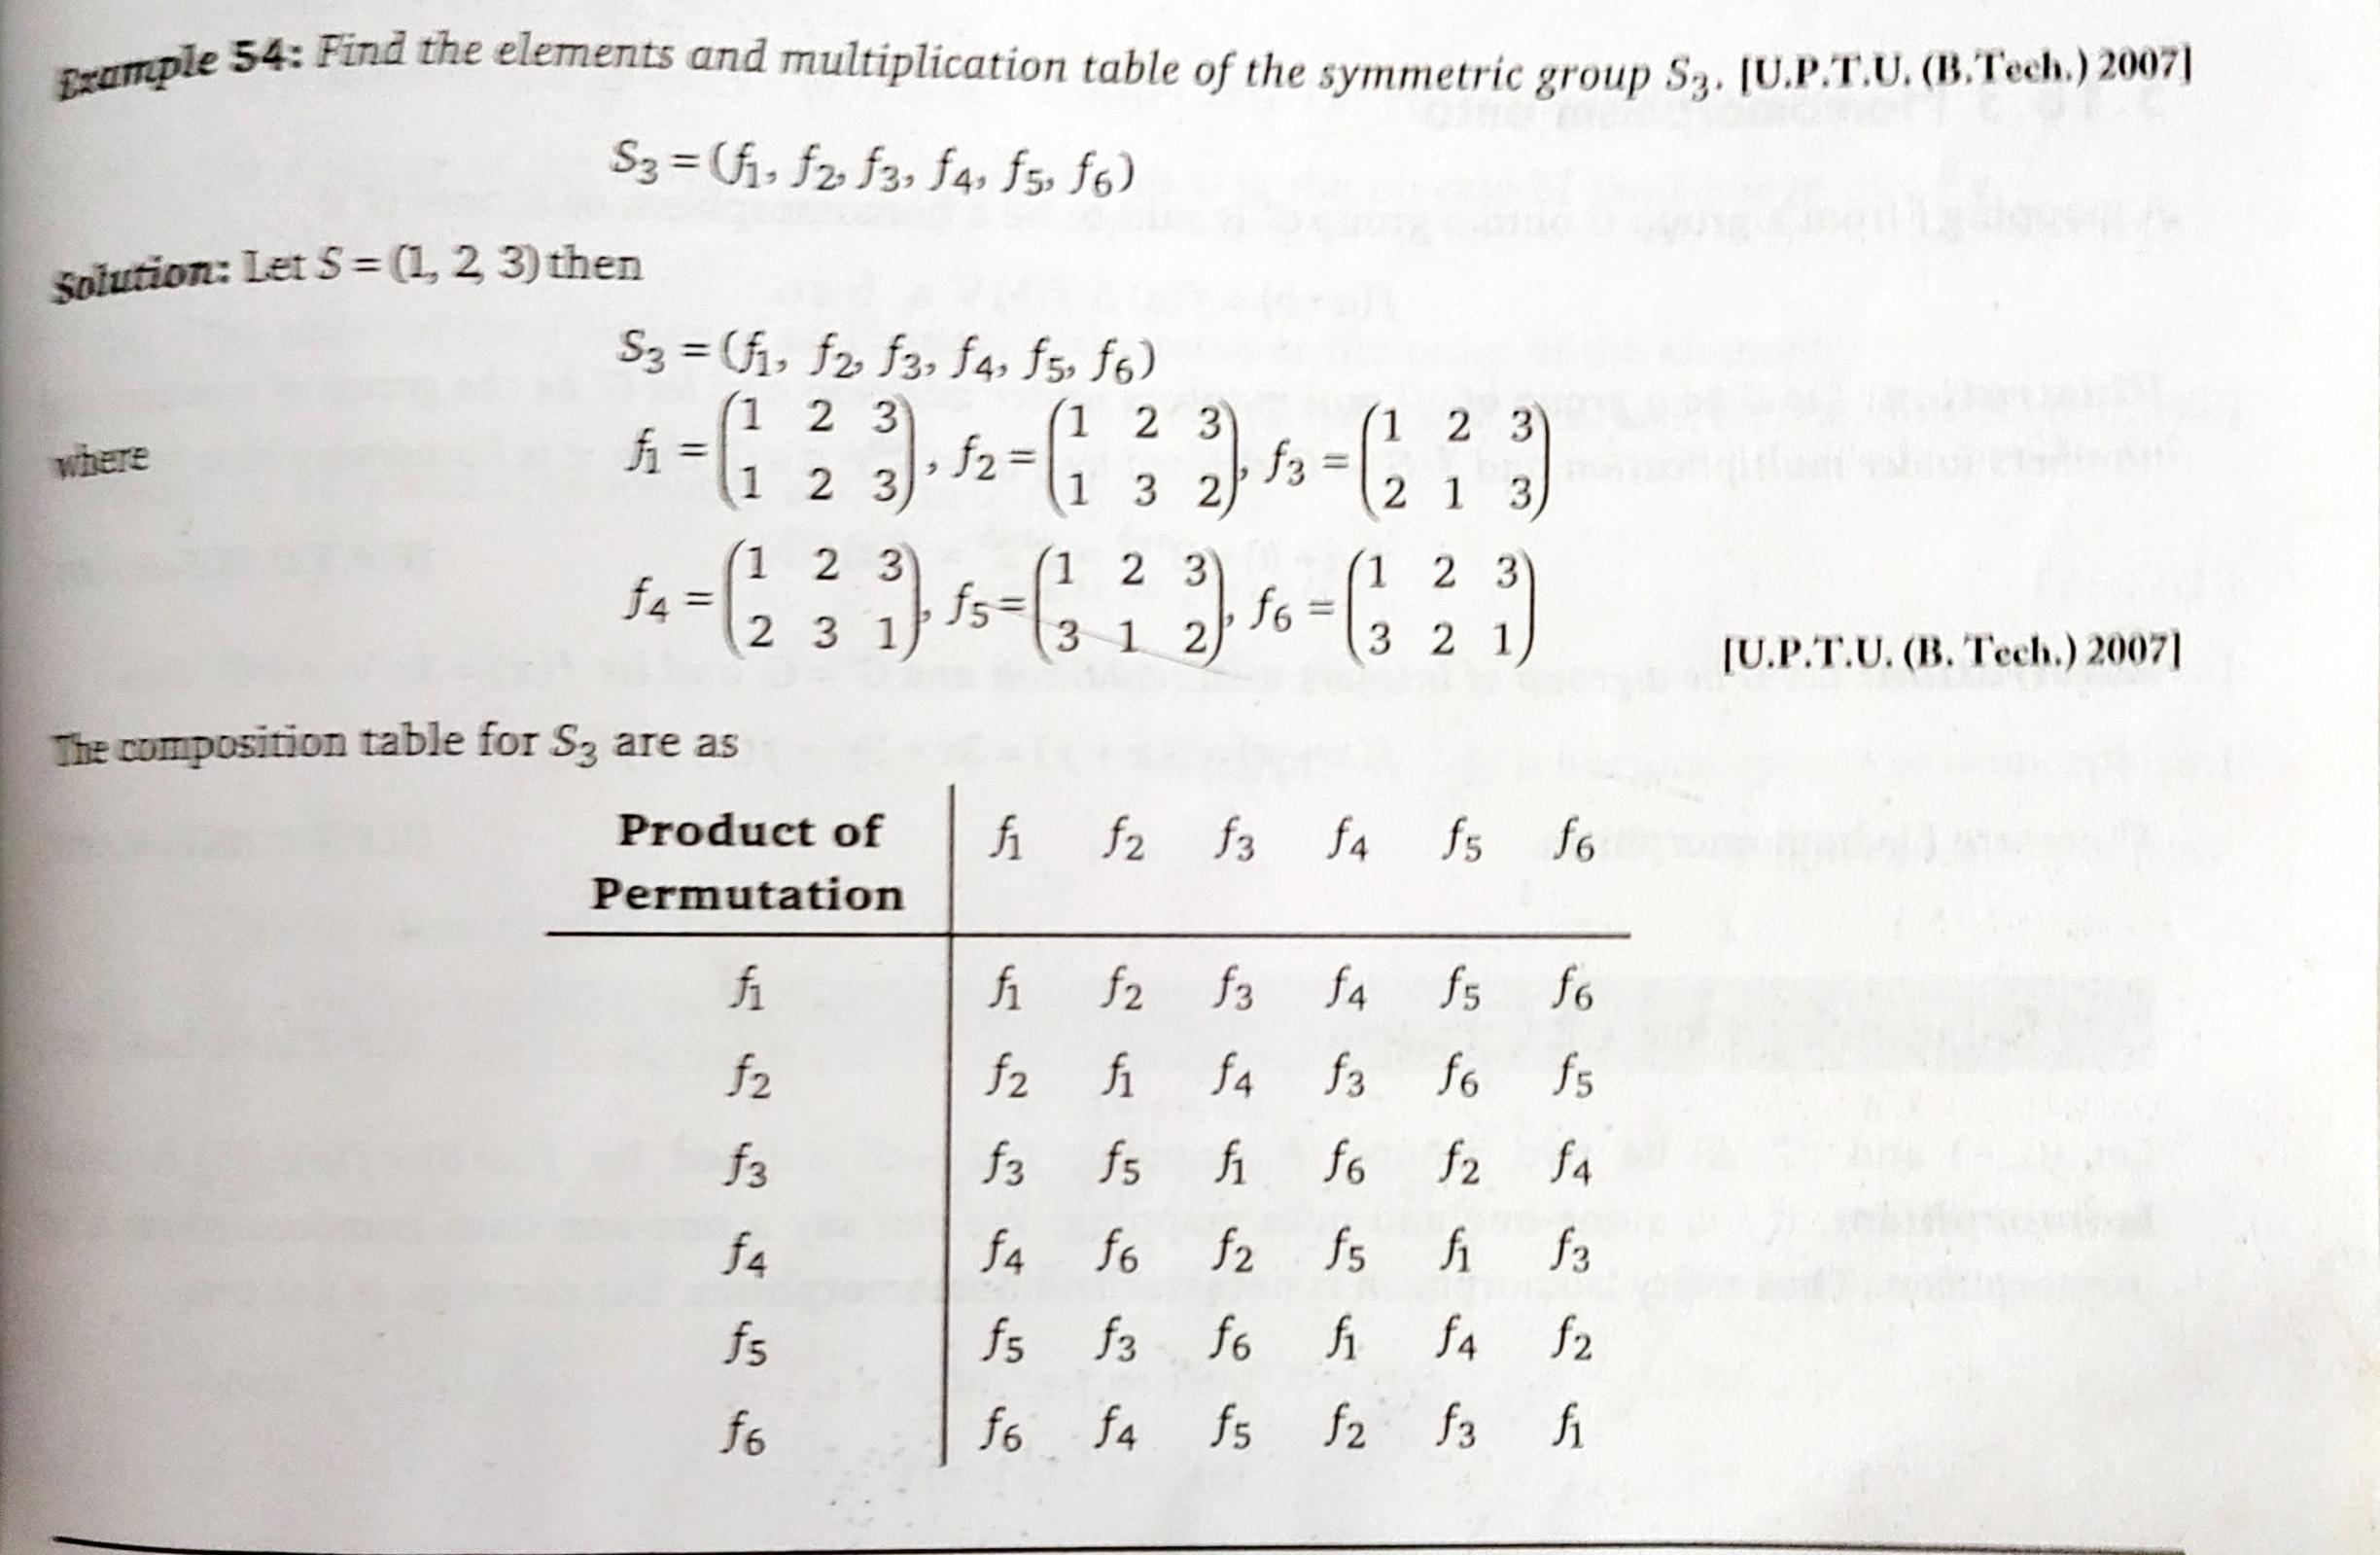 Example 54: Find the elements and multiplication table of the symmetric group S₃. [U.P.T.U. (B.Tech.) 2007]
S₃ = (f₁, f₂, f₃, f₄, f₅, f₆)
Solution: Let S = (1, 2, 3) then
S₃ = (f₁, f₂, f₃, f₄, f₅, f₆)
where f₁ = (1 2 3 / 1 2 3), f₂ = (1 2 3 / 1 3 2), f₃ = (1 2 3 / 2 1 3)
f₄ = (1 2 3 / 2 3 1), f₅ = (1 2 3 / 3 1 2), f₆ = (1 2 3 / 3 2 1)
[U.P.T.U. (B. Tech.) 2007]
The composition table for S₃ are as
Product of Permutation f₁ f₂ f₃ f₄ f₅ f₆
f₁ f₁ f₂ f₃ f₄ f₅ f₆
f₂ f₂ f₁ f₄ f₃ f₆ f₅
f₃ f₃ f₅ f₁ f₆ f₂ f₄
f₄ f₄ f₆ f₂ f₅ f₁ f₃
f₅ f₅ f₃ f₆ f₁ f₄ f₂
f₆ f₆ f₄ f₅ f₂ f₃ f₁